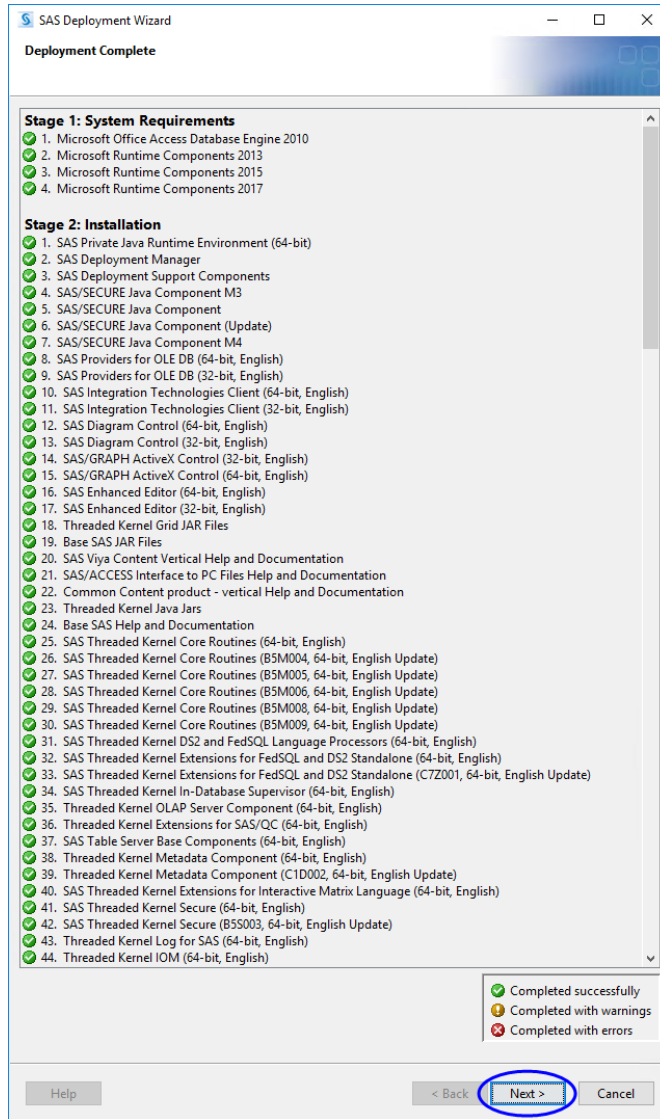 SAS Deployment Wizard
Deployment Complete
Stage 1: System Requirements
1. Microsoft Office Access Database Engine 2010
2. Microsoft Runtime Components 2013
3. Microsoft Runtime Components 2015
4. Microsoft Runtime Components 2017
Stage 2: Installation
1. SAS Private Java Runtime Environment (64-bit)
2. SAS Deployment Manager
3. SAS Deployment Support Components
4. SAS/SECURE Java Component M3
5. SAS/SECURE Java Component
6. SAS/SECURE Java Component (Update)
7. SAS/SECURE Java Component M4
8. SAS Providers for OLE DB (64-bit, English)
9. SAS Providers for OLE DB (32-bit, English)
10. SAS Integration Technologies Client (64-bit, English)
11. SAS Integration Technologies Client (32-bit, English)
12. SAS Diagram Control (64-bit, English)
13. SAS Diagram Control (32-bit, English)
14. SAS/GRAPH ActiveX Control (32-bit, English)
15. SAS/GRAPH ActiveX Control (64-bit, English)
16. SAS Enhanced Editor (64-bit, English)
17. SAS Enhanced Editor (32-bit, English)
18. Threaded Kernel Grid JAR Files
19. Base SAS JAR Files
20. SAS Viya Content Vertical Help and Documentation
21. SAS/ACCESS Interface to PC Files Help and Documentation
22. Common Content product - vertical Help and Documentation
23. Threaded Kernel Java Jars
24. Base SAS Help and Documentation
25. SAS Threaded Kernel Core Routines (64-bit, English)
26. SAS Threaded Kernel Core Routines (B5M004, 64-bit, English Update)
27. SAS Threaded Kernel Core Routines (B5M005, 64-bit, English Update)
28. SAS Threaded Kernel Core Routines (B5M006, 64-bit, English Update)
29. SAS Threaded Kernel Core Routines (B5M008, 64-bit, English Update)
30. SAS Threaded Kernel Core Routines (B5M009, 64-bit, English Update)
31. SAS Threaded Kernel DS2 and FedSQL Language Processors (64-bit, English)
32. SAS Threaded Kernel Extensions for FedSQL and DS2 Standalone (64-bit, English)
33. SAS Threaded Kernel Extensions for FedSQL and DS2 Standalone (C7Z001, 64-bit, English Update)
34. SAS Threaded Kernel In-Database Supervisor (64-bit, English)
35. Threaded Kernel OLAP Server Component (64-bit, English)
36. Threaded Kernel Extensions for SAS/QC (64-bit, English)
37. SAS Table Server Base Components (64-bit, English)
38. Threaded Kernel Metadata Component (64-bit, English)
39. Threaded Kernel Metadata Component (C1D002, 64-bit, English Update)
40. SAS Threaded Kernel Extensions for Interactive Matrix Language (64-bit, English)
41. SAS Threaded Kernel Secure (64-bit, English)
42. SAS Threaded Kernel Secure (B5S003, 64-bit, English Update)
43. Threaded Kernel Log for SAS (64-bit, English)
44. Threaded Kernel IOM (64-bit, English)
Completed successfully
Completed with warnings
Completed with errors
Help
< Back
Next >
Cancel